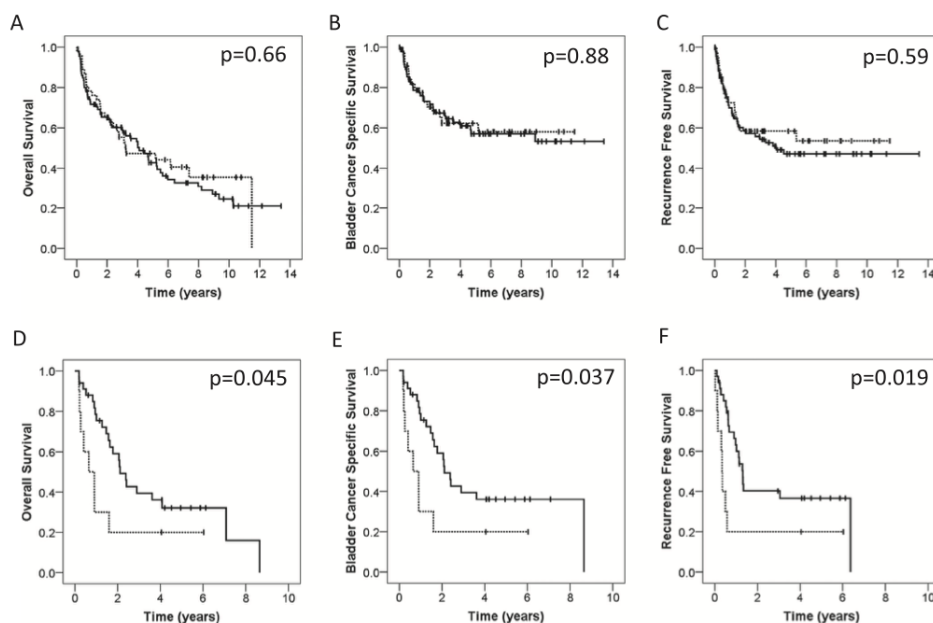 A
p=0.66
Overall Survival
1.0
0.8
0.6
0.4
0.2
0.0
0 2 4 6 8 10 12 14
Time (years)
B
p=0.88
Bladder Cancer Specific Survival
1.0
0.8
0.6
0.4
0.2
0.0
0 2 4 6 8 10 12 14
Time (years)
C
p=0.59
Recurrence Free Survival
1.0
0.8
0.6
0.4
0.2
0.0
0 2 4 6 8 10 12 14
Time (years)
D
p=0.045
Overall Survival
1.0
0.8
0.6
0.4
0.2
0.0
0 2 4 6 8 10
Time (years)
E
p=0.037
Bladder Cancer Specific Survival
1.0
0.8
0.6
0.4
0.2
0.0
0 2 4 6 8 10
Time (years)
F
p=0.019
Recurrence Free Survival
1.0
0.8
0.6
0.4
0.2
0.0
0 2 4 6 8 10
Time (years)